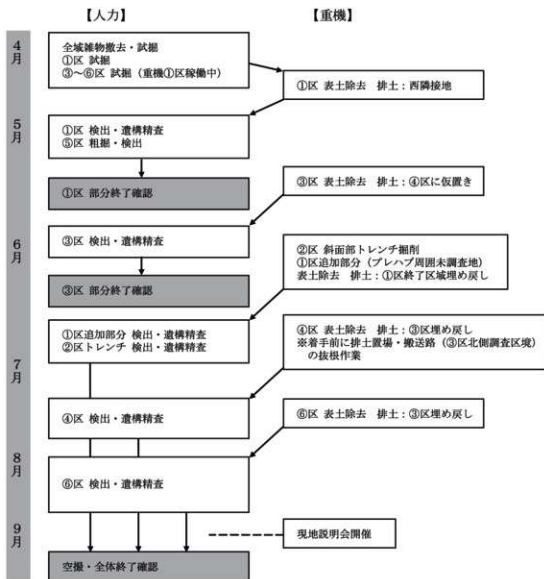 【人力】
【重機】
4月
全域雑物撤去・試掘
①区 試掘
③～⑥区 試掘（重機①区稼働中）
①区 表土除去 排土：西隣接地
5月
①区 検出・遺構精査
⑤区 粗掘・検出
①区 部分終了確認
③区 表土除去 排土：④区に仮置き
6月
③区 検出・遺構精査
②区 斜面部トレンチ掘削
①区追加部分（プレハブ周囲未調査地）
表土除去 排土：①区終了区域埋め戻し
③区 部分終了確認
①区追加部分 検出・遺構精査
②区トレンチ 検出・遺構精査
④区 表土除去 排土：③区埋め戻し
※着手前に排土置場・搬送路（③区北側調査区境）
の抜根作業
7月
④区 検出・遺構精査
⑥区 表土除去 排土：③区埋め戻し
8月
⑥区 検出・遺構精査
9月
現地説明会開催
空撮・全体終了確認